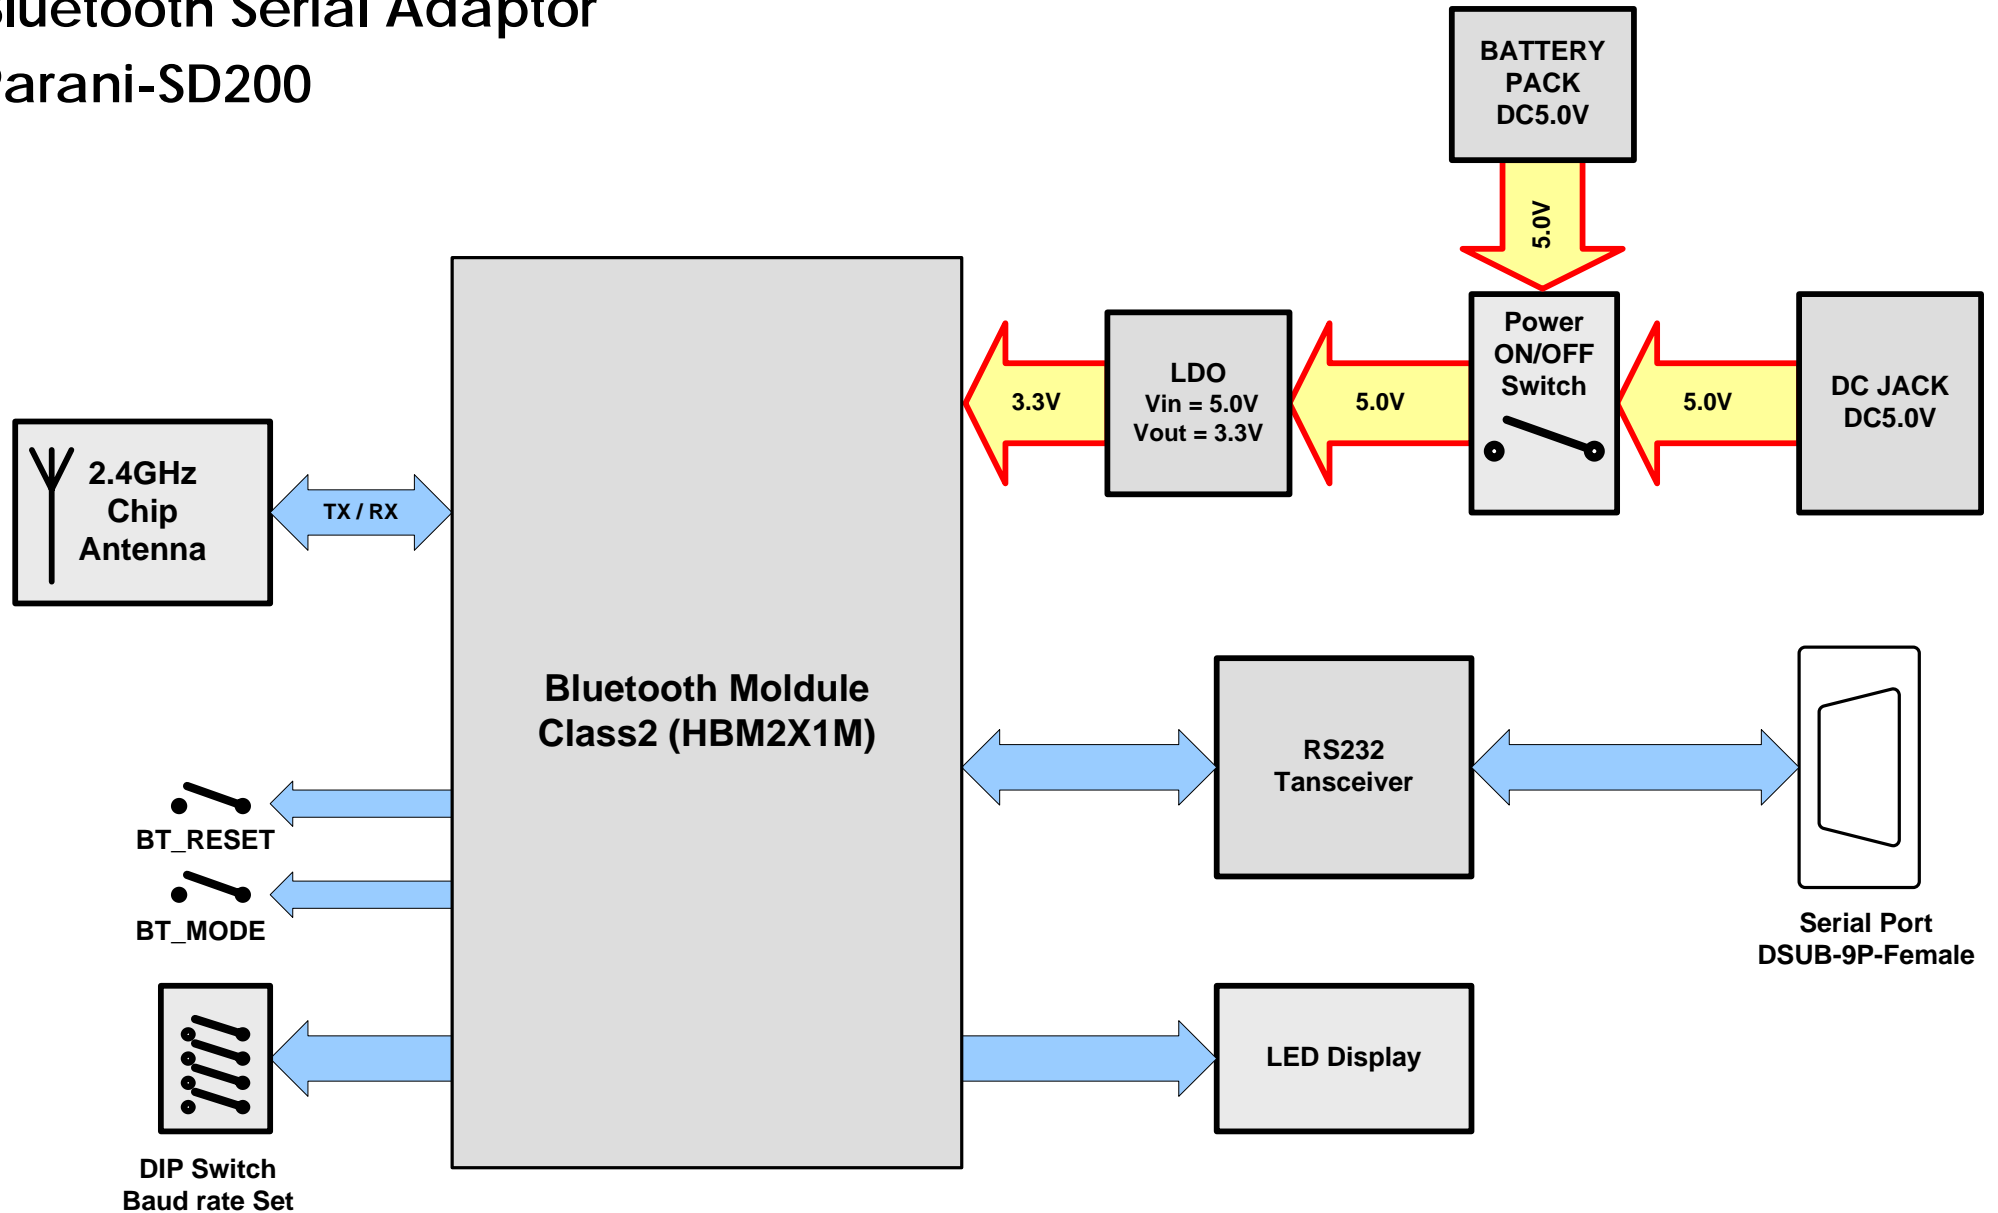 luetooth Serial Adaptor
arani-SD200
BATTERY
PACK
DC5.0V
5.0V
Power
ON/OFF
Switch
DC JACK
DC5.0V
5.0V
5.0V
LDO
Vin = 5.0V
Vout = 3.3V
3.3V
2.4GHz
Chip
Antenna
TX / RX
Bluetooth Moldule
Class2 (HBM2X1M)
RS232
Tansceiver
Serial Port
DSUB-9P-Female
BT_RESET
BT_MODE
LED Display
DIP Switch
Baud rate Set